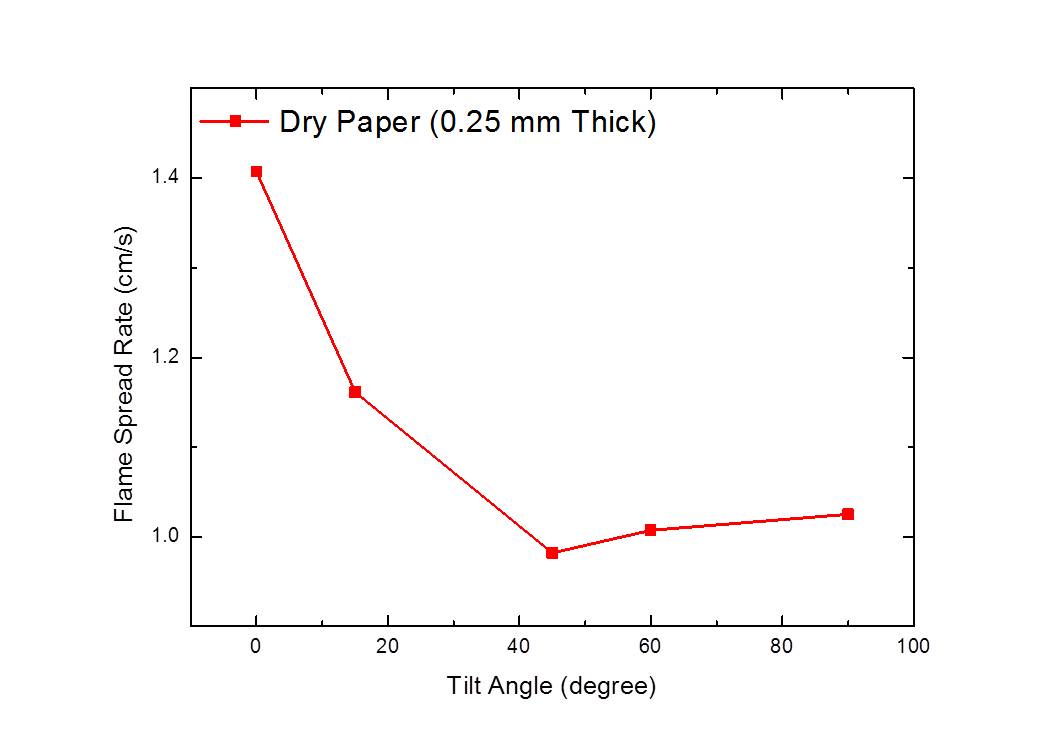 Dry Paper (0.25 mm Thick)
1.4
1.2
1.0
Flame Spread Rate (cm/s)
0 20 40 60 80 100
Tilt Angle (degree)